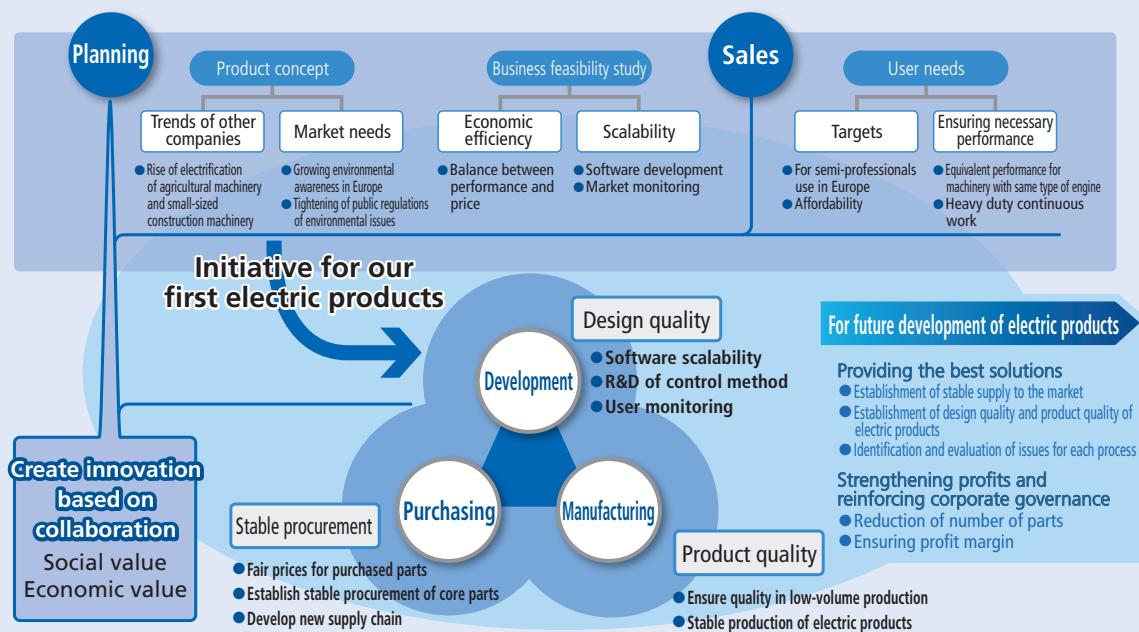 Planning
Product concept
Trends of other
companies
● Rise of electrification
of agricultural machinery
and small-sized
construction machinery
Market needs
● Growing environmental
awareness in Europe
● Tightening of public regulations
of environmental issues
Business feasibility study
Economic
efficiency
● Balance between
performance and
price
Scalability
● Software development
● Market monitoring
Sales
User needs
Targets
● For semi-professionals
use in Europe
● Affordability
Ensuring necessary
performance
● Equivalent performance for
machinery with same type of engine
● Heavy duty continuous
work
Initiative for our
first electric products
Development
Design quality
● Software scalability
● R&D of control method
● User monitoring
Purchasing
Stable procurement
● Fair prices for purchased parts
● Establish stable procurement of core parts
● Develop new supply chain
Manufacturing
Product quality
● Ensure quality in low-volume production
● Stable production of electric products
Create innovation
based on
collaboration
Social value
Economic value
For future development of electric products
Providing the best solutions
● Establishment of stable supply to the market
● Establishment of design quality and product quality of
electric products
● Identification and evaluation of issues for each process
Strengthening profits and
reinforcing corporate governance
● Reduction of number of parts
● Ensuring profit margin